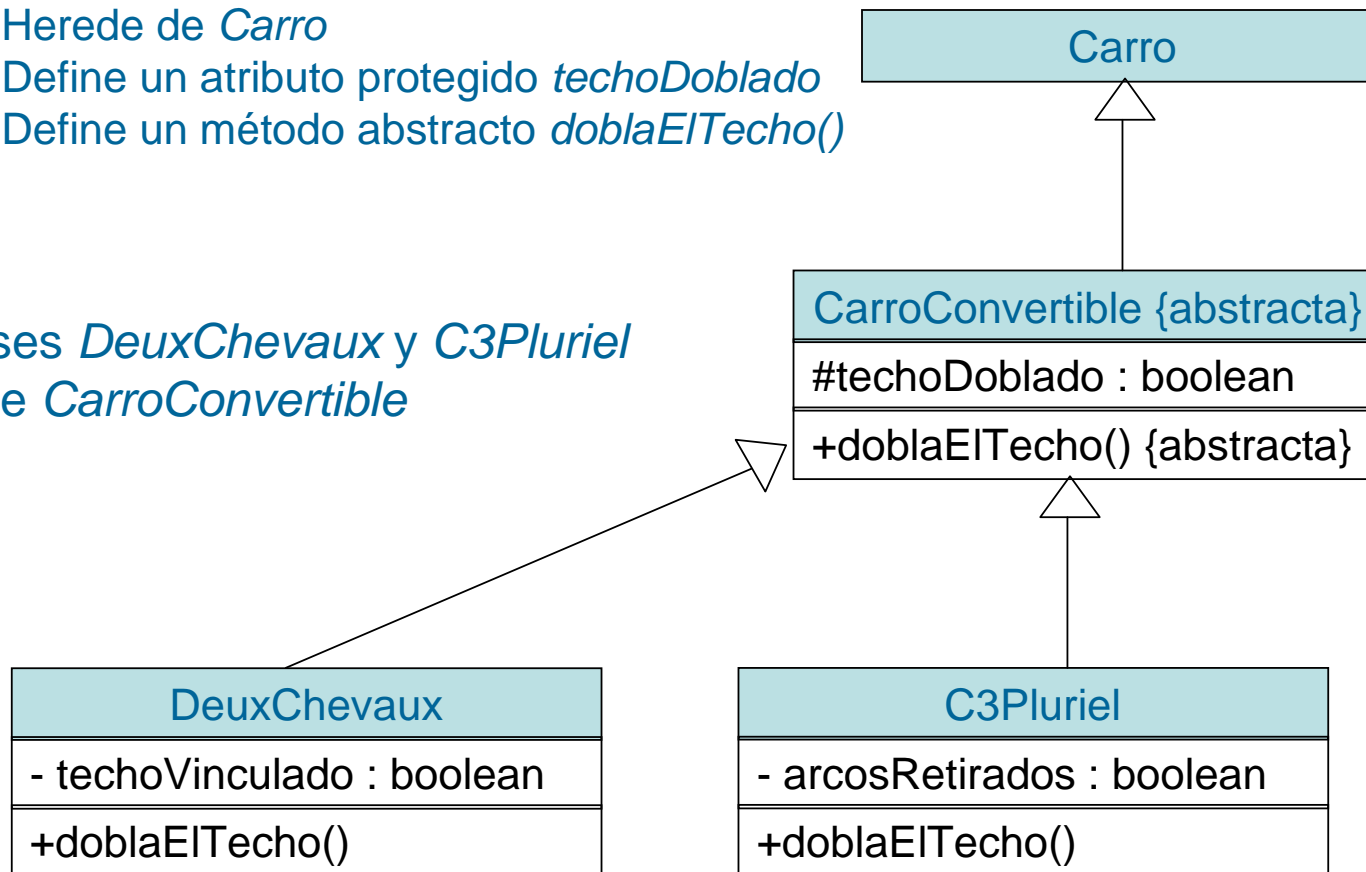 Herede de Carro
Define un atributo protegido techoDoblado
Define un método abstracto doblaElTecho()
ses DeuxChevaux y C3Pluriel
e CarroConvertible
Carro
CarroConvertible {abstracta}
#techoDoblado : boolean
+doblaElTecho() {abstracta}
DeuxChevaux
- techoVinculado : boolean
+doblaElTecho()
C3Pluriel
- arcosRetirados : boolean
+doblaElTecho()